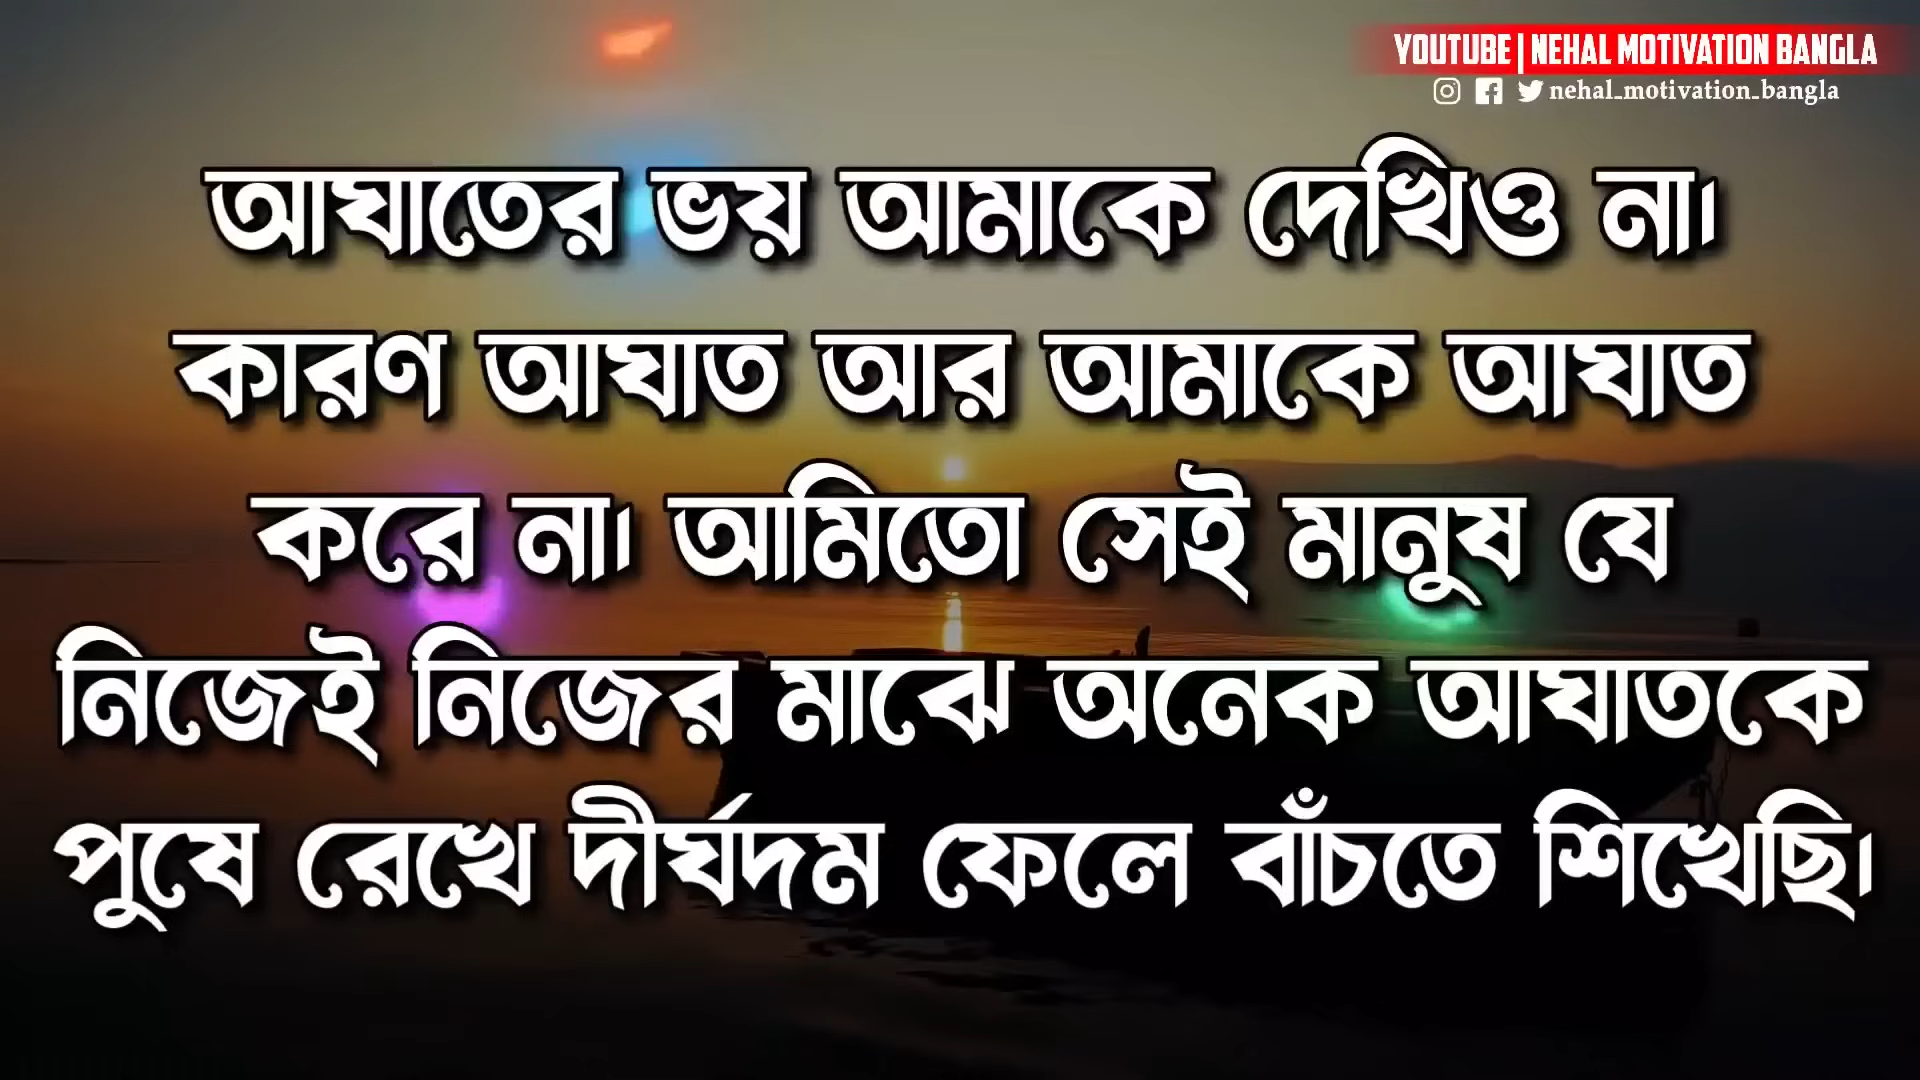 YOUTUBE | NEHAL MOTIVATION BANGLA
nehal_motivation_bangla
আঘাতের ভয় আমাকে দেখিও না।
কারণ আঘাত আর আমাকে আঘাত
করে না। আমিতো সেই মানুষ যে
নিজেই নিজের মাঝে অনেক আঘাতকে
পুষে রেখে দীর্ঘদম ফেলে বাঁচতে শিখেছি।